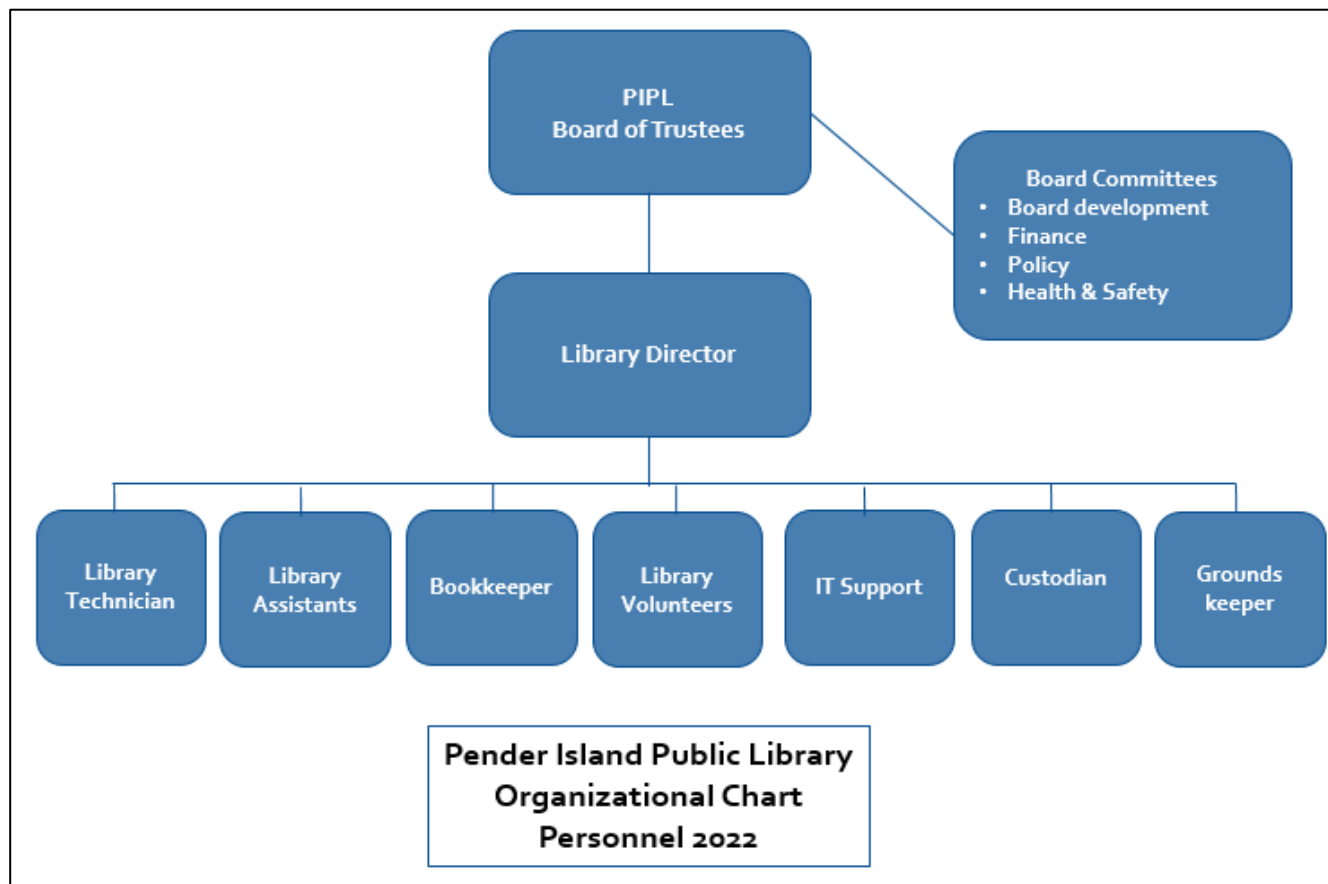 PIPL
Board of Trustees
Board Committees
• Board development
• Finance
• Policy
• Health & Safety
Library Director
Library
Technician
Library
Assistants
Bookkeeper
Library
Volunteers
IT Support
Custodian
Grounds
keeper
Pender Island Public Library
Organizational Chart
Personnel 2022